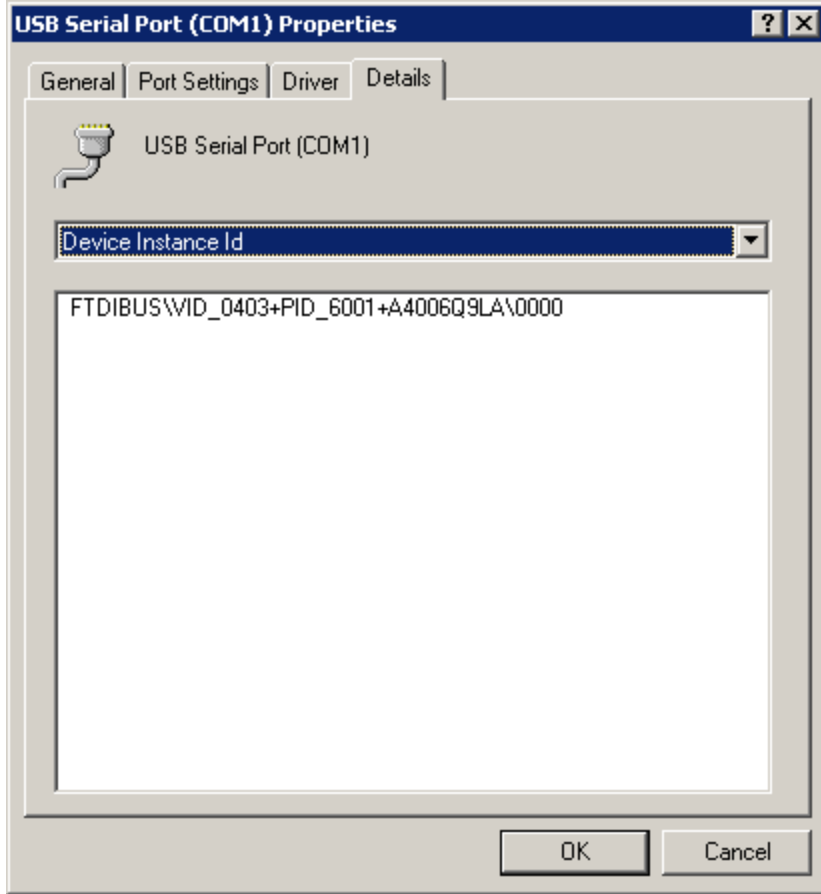 USB Serial Port (COM1) Properties
General Port Settings Driver Details
USB Serial Port (COM1)
Device Instance Id
FTDIBUS\VID_0403+PID_6001+A4006Q9LA\0000
OK Cancel